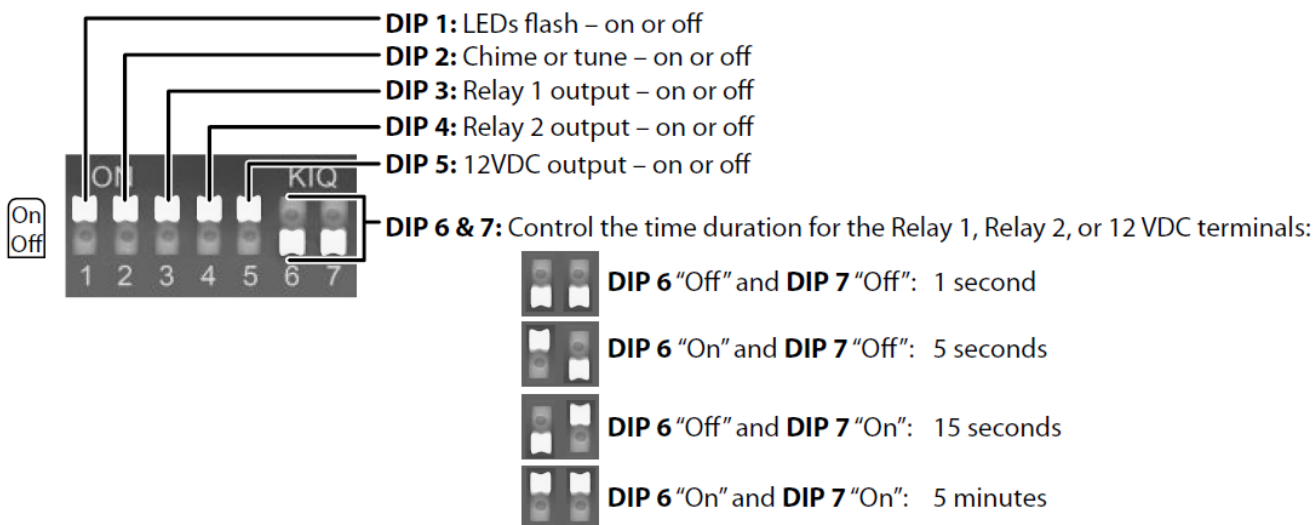 DIP 1: LEDs flash – on or off
DIP 2: Chime or tune – on or off
DIP 3: Relay 1 output – on or off
DIP 4: Relay 2 output – on or off
DIP 5: 12VDC output – on or off
ON KIQ
On
Off
1 2 3 4 5 6 7
DIP 6 & 7: Control the time duration for the Relay 1, Relay 2, or 12 VDC terminals:
DIP 6 “Off” and DIP 7 “Off”: 1 second
DIP 6 “On” and DIP 7 “Off”: 5 seconds
DIP 6 “Off” and DIP 7 “On”: 15 seconds
DIP 6 “On” and DIP 7 “On”: 5 minutes